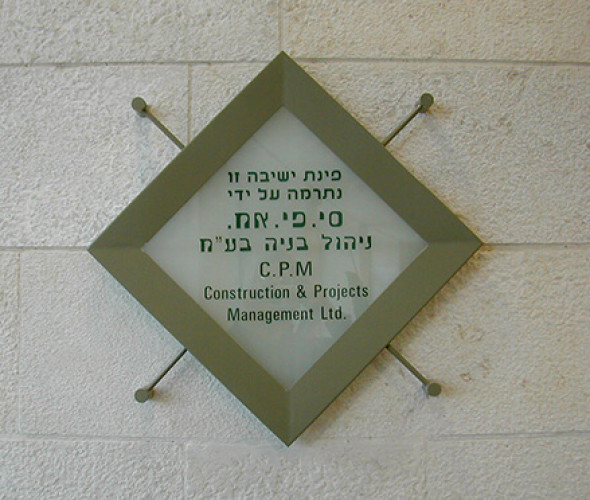 פינת ישיבה זו
נתרמה על ידי
סי.פי.אמ.
ניהול בניה בע"מ
C.P.M
Construction & Projects
Management Ltd.